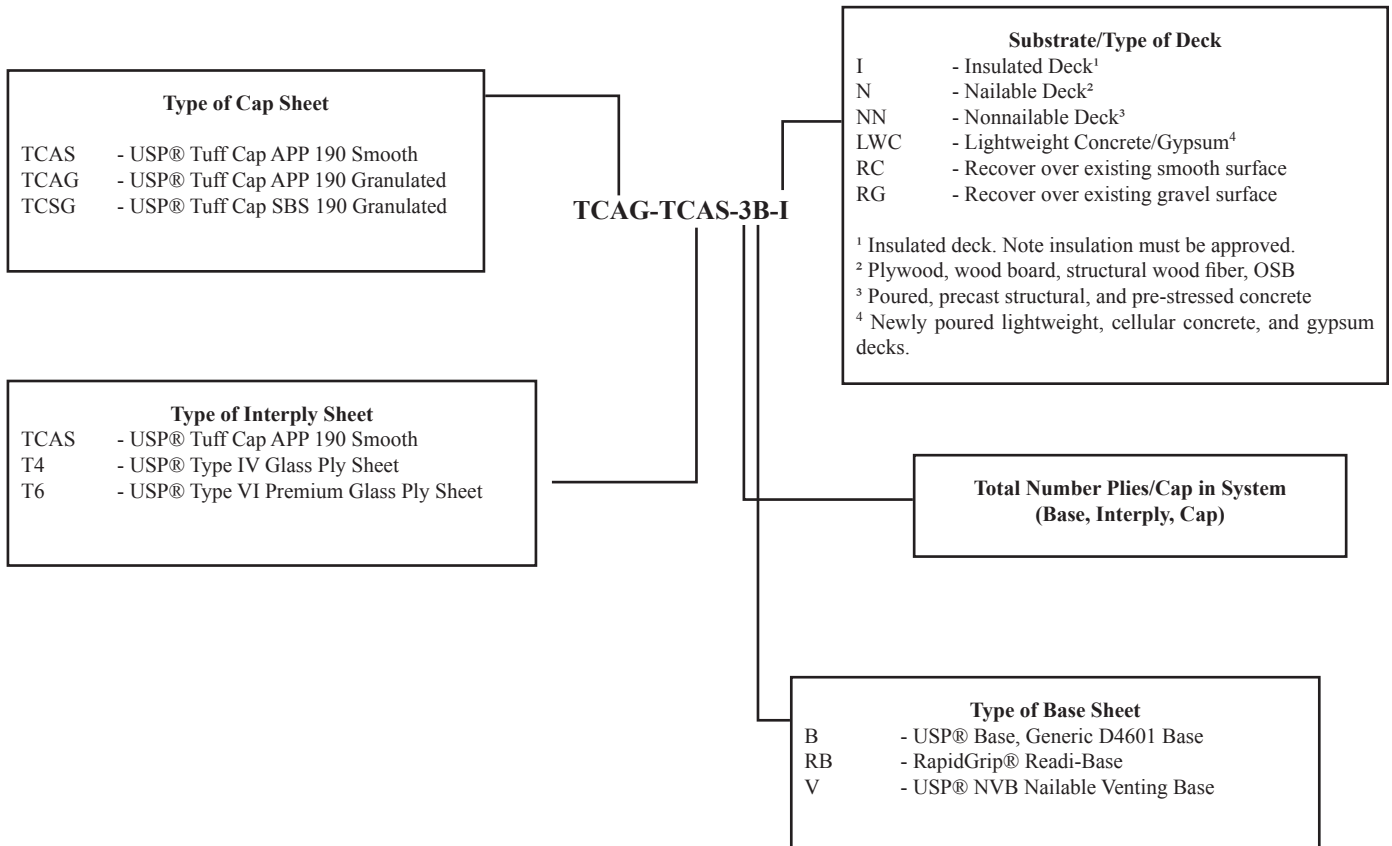 Type of Cap Sheet
TCAS - USP® Tuff Cap APP 190 Smooth
TCAG - USP® Tuff Cap APP 190 Granulated
TCSG - USP® Tuff Cap SBS 190 Granulated
Substrate/Type of Deck
I - Insulated Deck¹
N - Nailable Deck²
NN - Nonnailable Deck³
LWC - Lightweight Concrete/Gypsum⁴
RC - Recover over existing smooth surface
RG - Recover over existing gravel surface
¹ Insulated deck. Note insulation must be approved.
² Plywood, wood board, structural wood fiber, OSB
³ Poured, precast structural, and pre-stressed concrete
⁴ Newly poured lightweight, cellular concrete, and gypsum
decks.
TCAG-TCAS-3B-I
Type of Interply Sheet
TCAS - USP® Tuff Cap APP 190 Smooth
T4 - USP® Type IV Glass Ply Sheet
T6 - USP® Type VI Premium Glass Ply Sheet
Total Number Plies/Cap in System
(Base, Interply, Cap)
Type of Base Sheet
B - USP® Base, Generic D4601 Base
RB - RapidGrip® Readi-Base
V - USP® NVB Nailable Venting Base